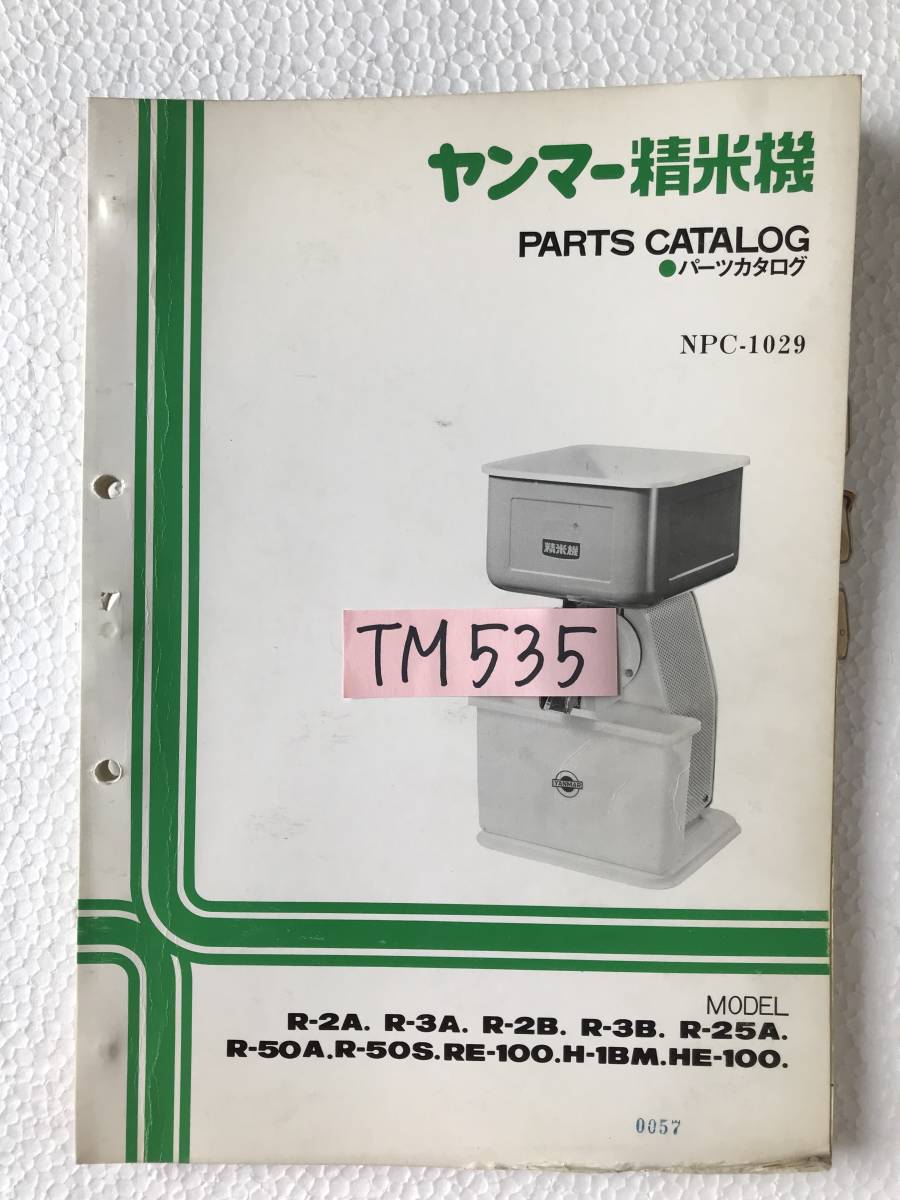 ヤンマー精米機
PARTS CATALOG
●パーツカタログ
NPC-1029
精米機
TM535
YANMAR
MODEL
R-2A. R-3A. R-2B. R-3B. R-25A.
R-50A.R-50S.RE-100.H-1BM.HE-100.
0057